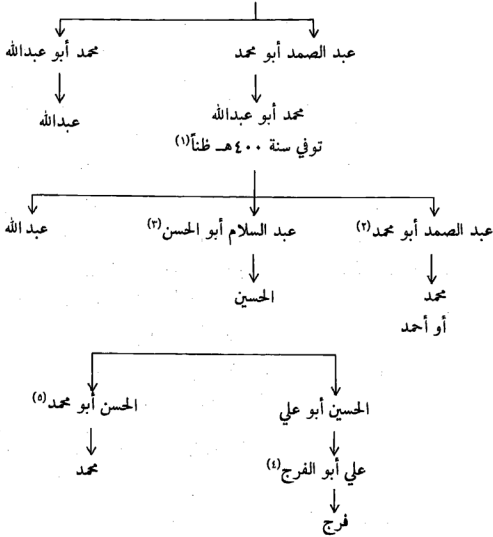 عبد الصمد أبو محمد
محمد أبو عبدالله
محمد أبو عبدالله
توفي سنة ٤٠٠هـ ظناً(١)
عبدالله
عبد الصمد أبو محمد(٢)
عبد السلام أبو الحسن(٣)
عبدالله
محمد
أو أحمد
الحسين
الحسين أبو علي
الحسن أبو محمد(٥)
علي أبو الفرج(٤)
محمد
فرج